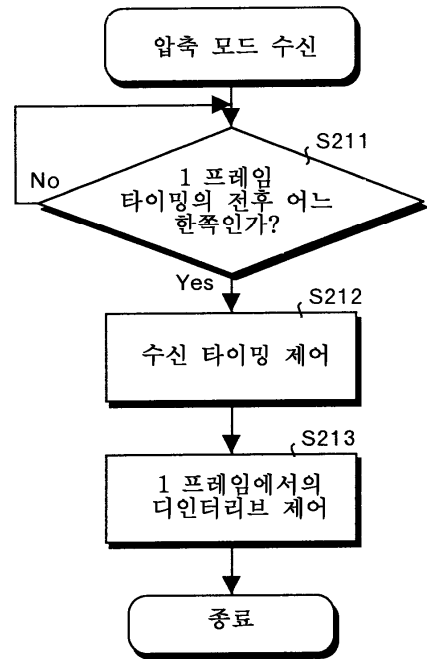 압축 모드 수신
S211
1 프레임
타이밍의 전후 어느
한쪽인가?
No
Yes
S212
수신 타이밍 제어
S213
1 프레임에서의
디인터리브 제어
종료